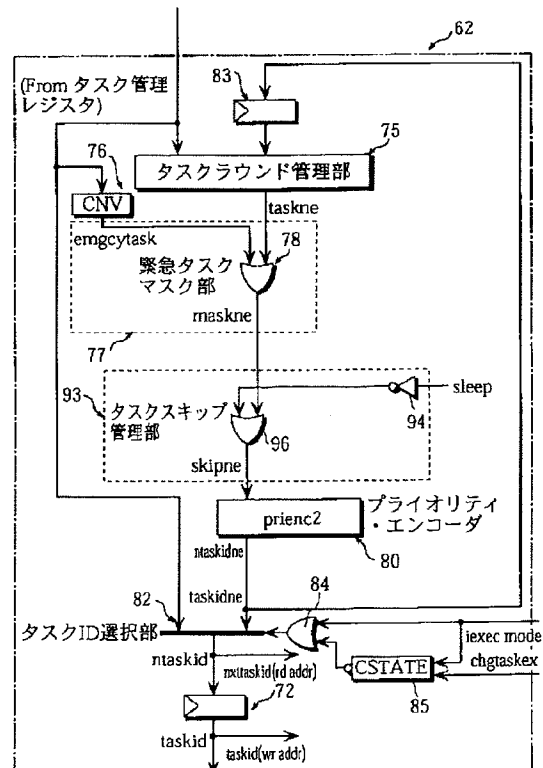 62
(From タスク管理
レジスタ)
83
75
76
タスクラウンド管理部
CNV
taskne
emgcytask
78
緊急タスク
マスク部
maskne
77
93
sleep
タスクスキップ
管理部
94
96
skipne
プライオリティ
・エンコーダ
prienc2
ntaskidne
80
82
taskidne
84
タスクID選択部
iexec mode
ntaskid
nxttaskid(rd addr)
CSTATE
chgtaskex
72
85
taskid
taskid(wr addr)